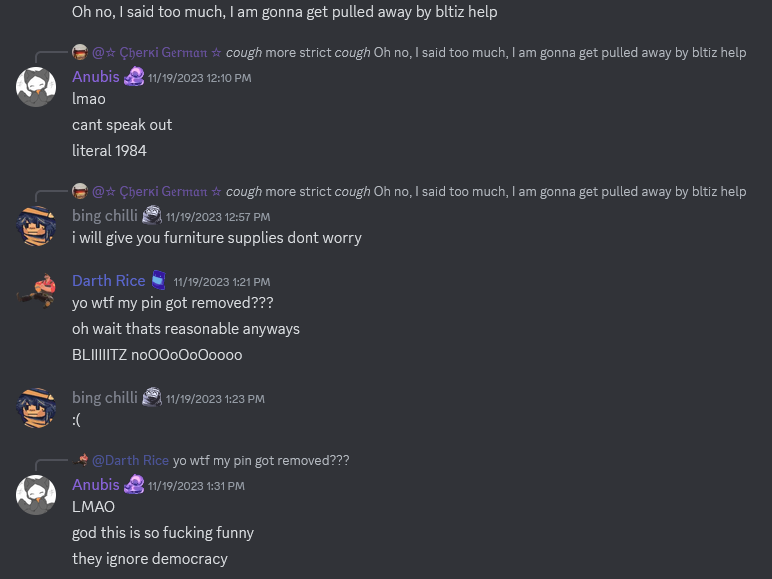 Oh no, I said too much, I am gonna get pulled away by bltiz help
@☆ Çhєrкi Gєrmαη ☆ cough more strict cough Oh no, I said too much, I am gonna get pulled away by bltiz help
Anubis 11/19/2023 12:10 PM
lmao
cant speak out
literal 1984
@☆ Çhєrкi Gєrmαη ☆ cough more strict cough Oh no, I said too much, I am gonna get pulled away by bltiz help
bing chilli 11/19/2023 12:57 PM
i will give you furniture supplies dont worry
Darth Rice 11/19/2023 1:21 PM
yo wtf my pin got removed???
oh wait thats reasonable anyways
BLIIIIITZ noOOoOoOoooo
bing chilli 11/19/2023 1:23 PM
:(
@Darth Rice yo wtf my pin got removed???
Anubis 11/19/2023 1:31 PM
LMAO
god this is so fucking funny
they ignore democracy